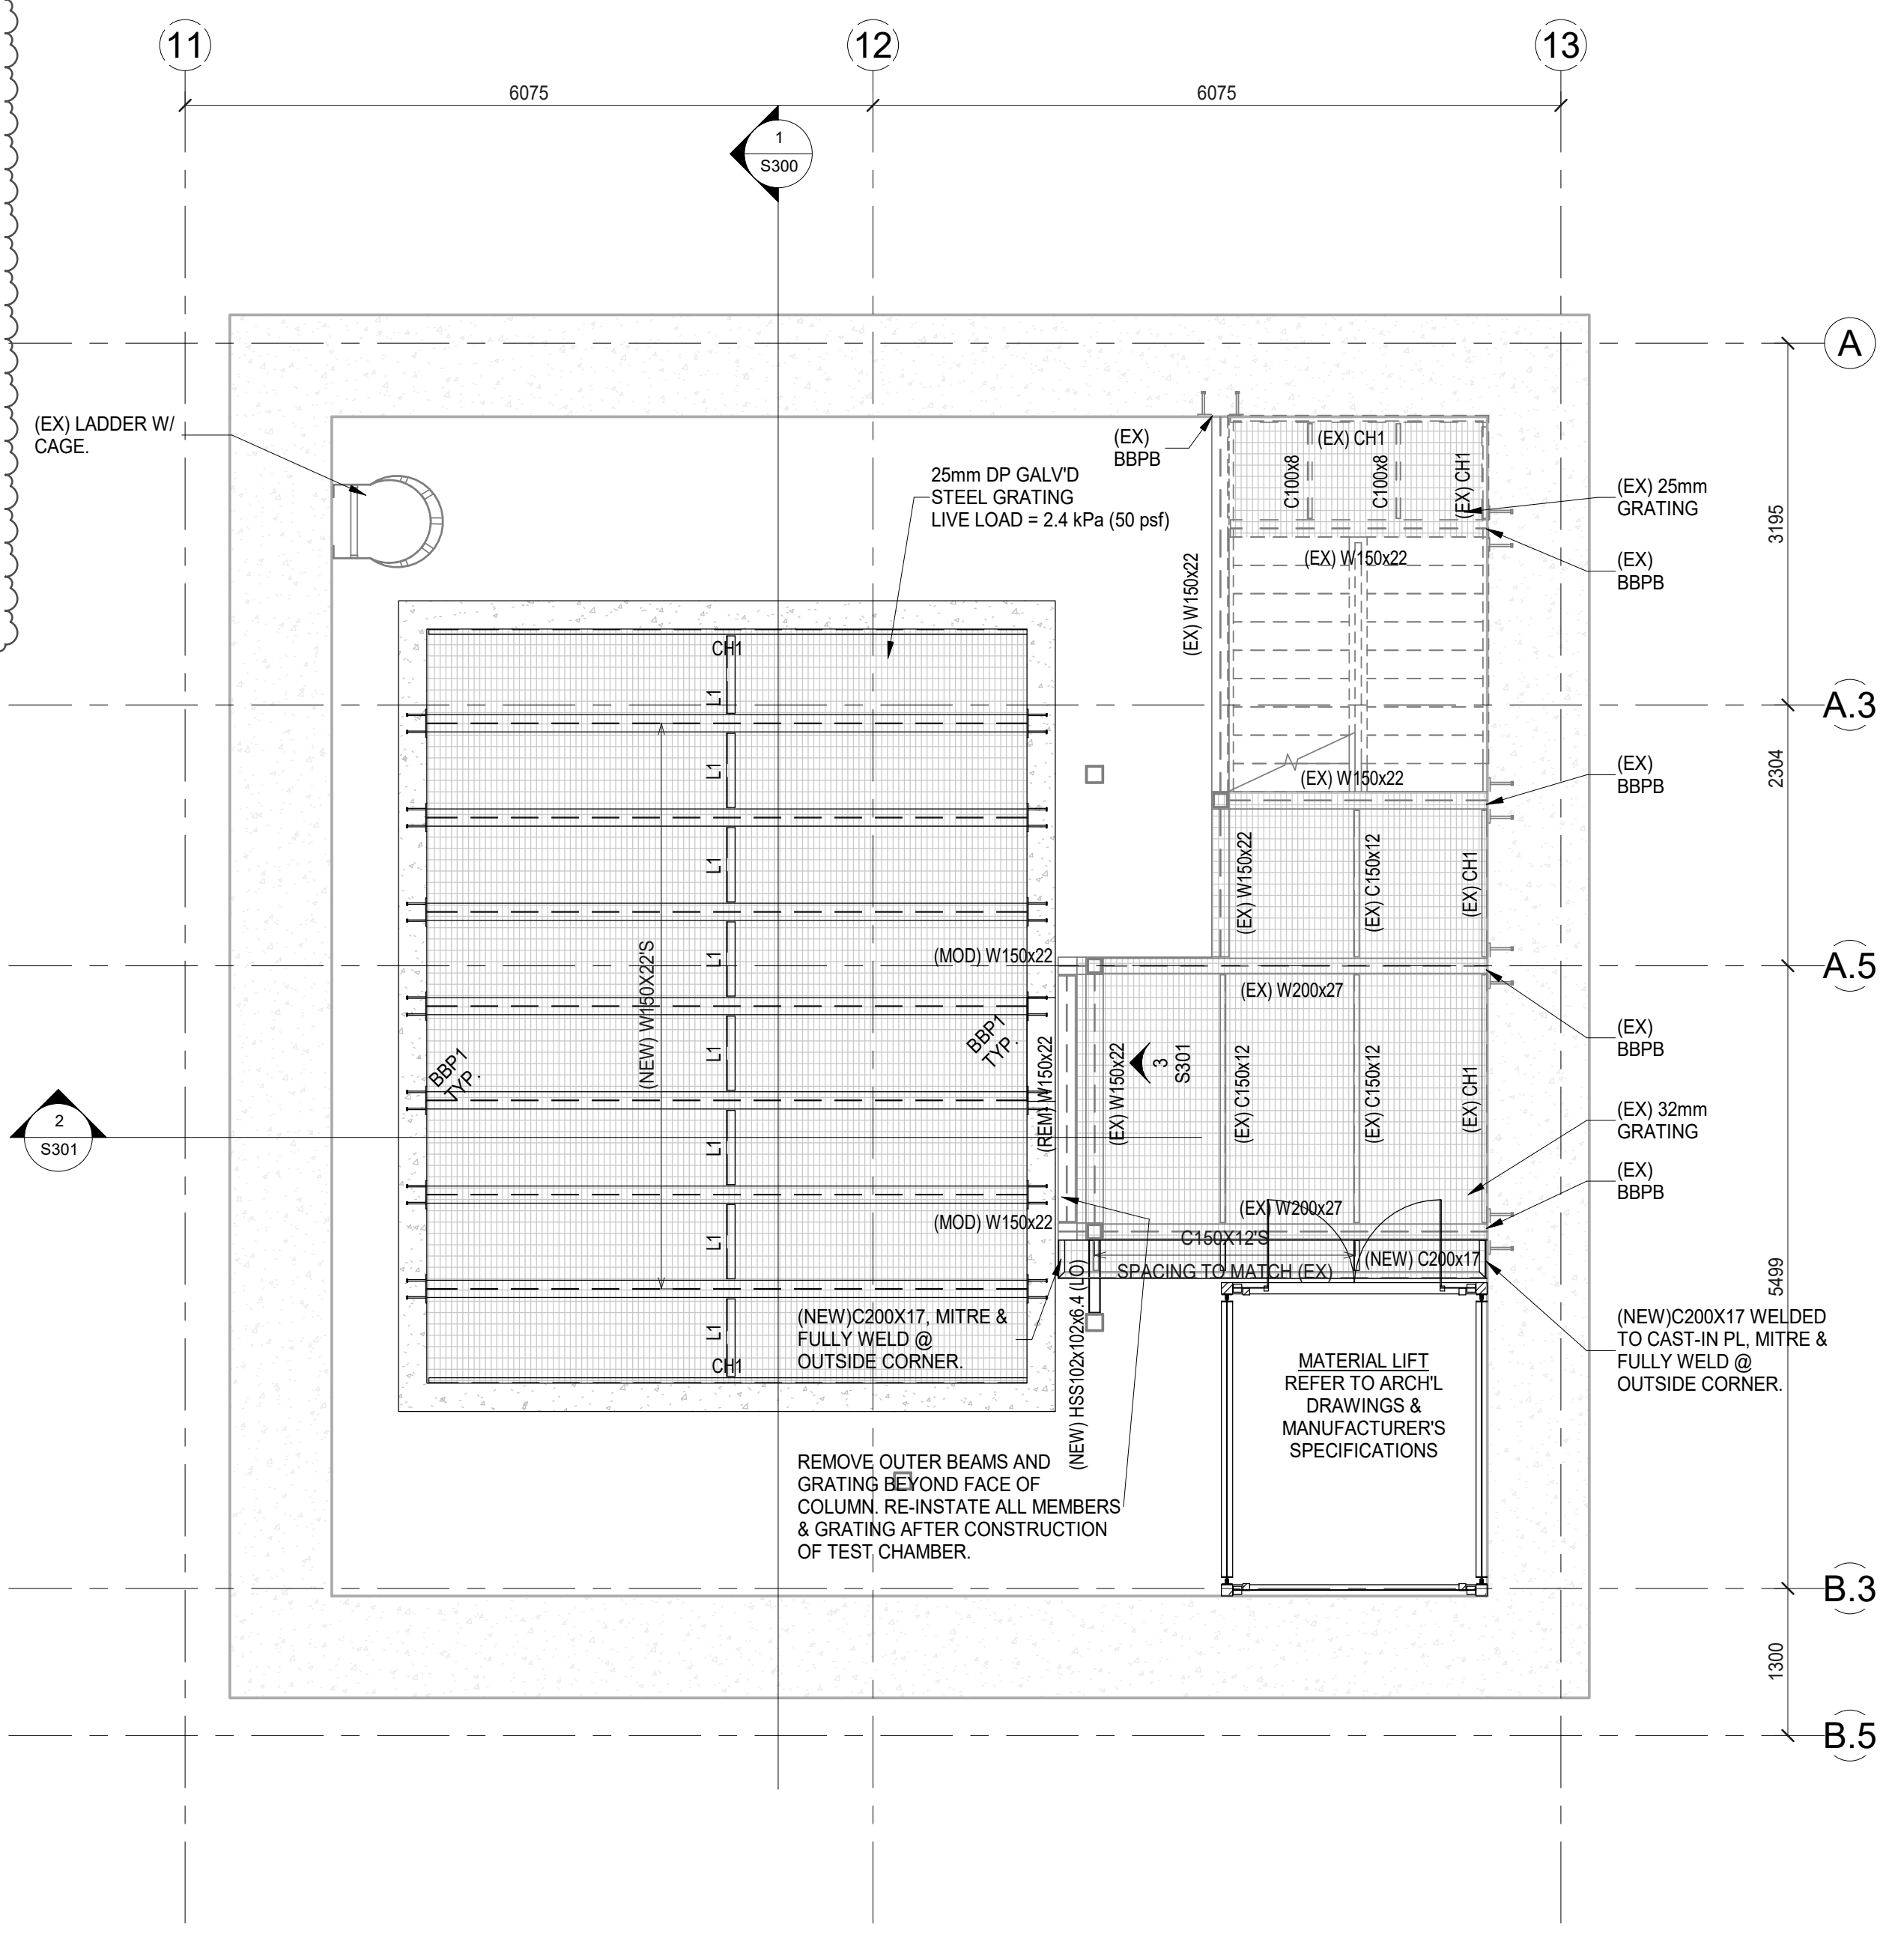 11
12
13
6075
6075
1
S300
A
(EX) LADDER W/
CAGE.
(EX)
BBPB
(EX) CH1
C100x8
C100x8
(EX) CH1
25mm DP GALV'D
STEEL GRATING
LIVE LOAD = 2.4 kPa (50 psf)
(EX) 25mm
GRATING
3195
(EX) W150x22
(EX) W150x22
(EX)
BBPB
CH1
L1
A.3
L1
(EX) W150x22
(EX)
BBPB
2304
L1
(EX) W150x22
(EX) C150x12
(EX) CH1
L1
(NEW) W150X22'S
(MOD) W150x22
A.5
(EX) W200x27
(EX)
BBPB
BBP1
TYP.
BBP1
TYP.
L1
(REM) W150x22
(EX) W150x22
3
S301
(EX) C150x12
(EX) C150x12
(EX) CH1
(EX) 32mm
GRATING
2
S301
L1
(EX)
BBPB
(EX) W200x27
(MOD) W150x22
L1
C150X12'S
(NEW) C200x17
SPACING TO MATCH (EX)
5499
(NEW)C200X17, MITRE &
FULLY WELD @
OUTSIDE CORNER.
(NEW) HSS102x102x6.4 (LO)
(NEW)C200X17 WELDED
TO CAST-IN PL, MITRE &
FULLY WELD @
OUTSIDE CORNER.
L1
CH1
MATERIAL LIFT
REFER TO ARCH'L
DRAWINGS &
MANUFACTURER'S
SPECIFICATIONS
REMOVE OUTER BEAMS AND
GRATING BEYOND FACE OF
COLUMN. RE-INSTATE ALL MEMBERS
& GRATING AFTER CONSTRUCTION
OF TEST CHAMBER.
B.3
1300
B.5